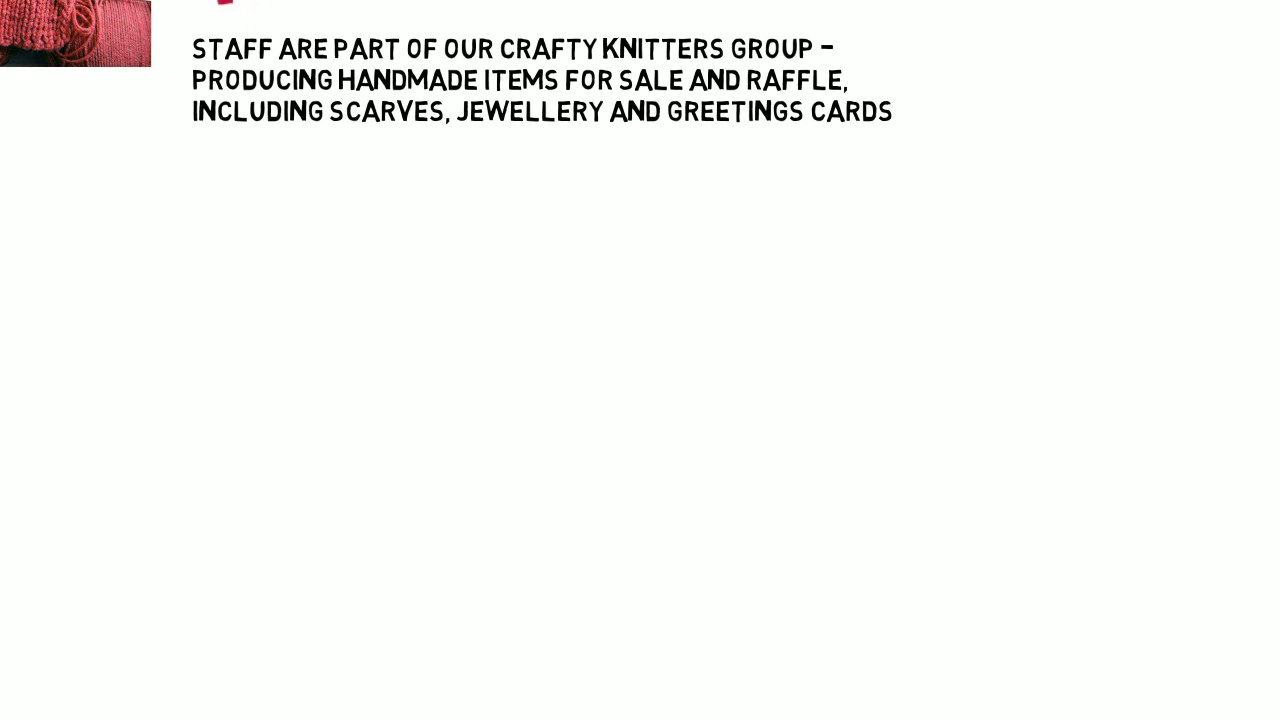 STAFF ARE PART OF OUR CRAFTY KNITTERS GROUP –
PRODUCING HANDMADE ITEMS FOR SALE AND RAFFLE,
INCLUDING SCARVES, JEWELLERY AND GREETINGS CARDS